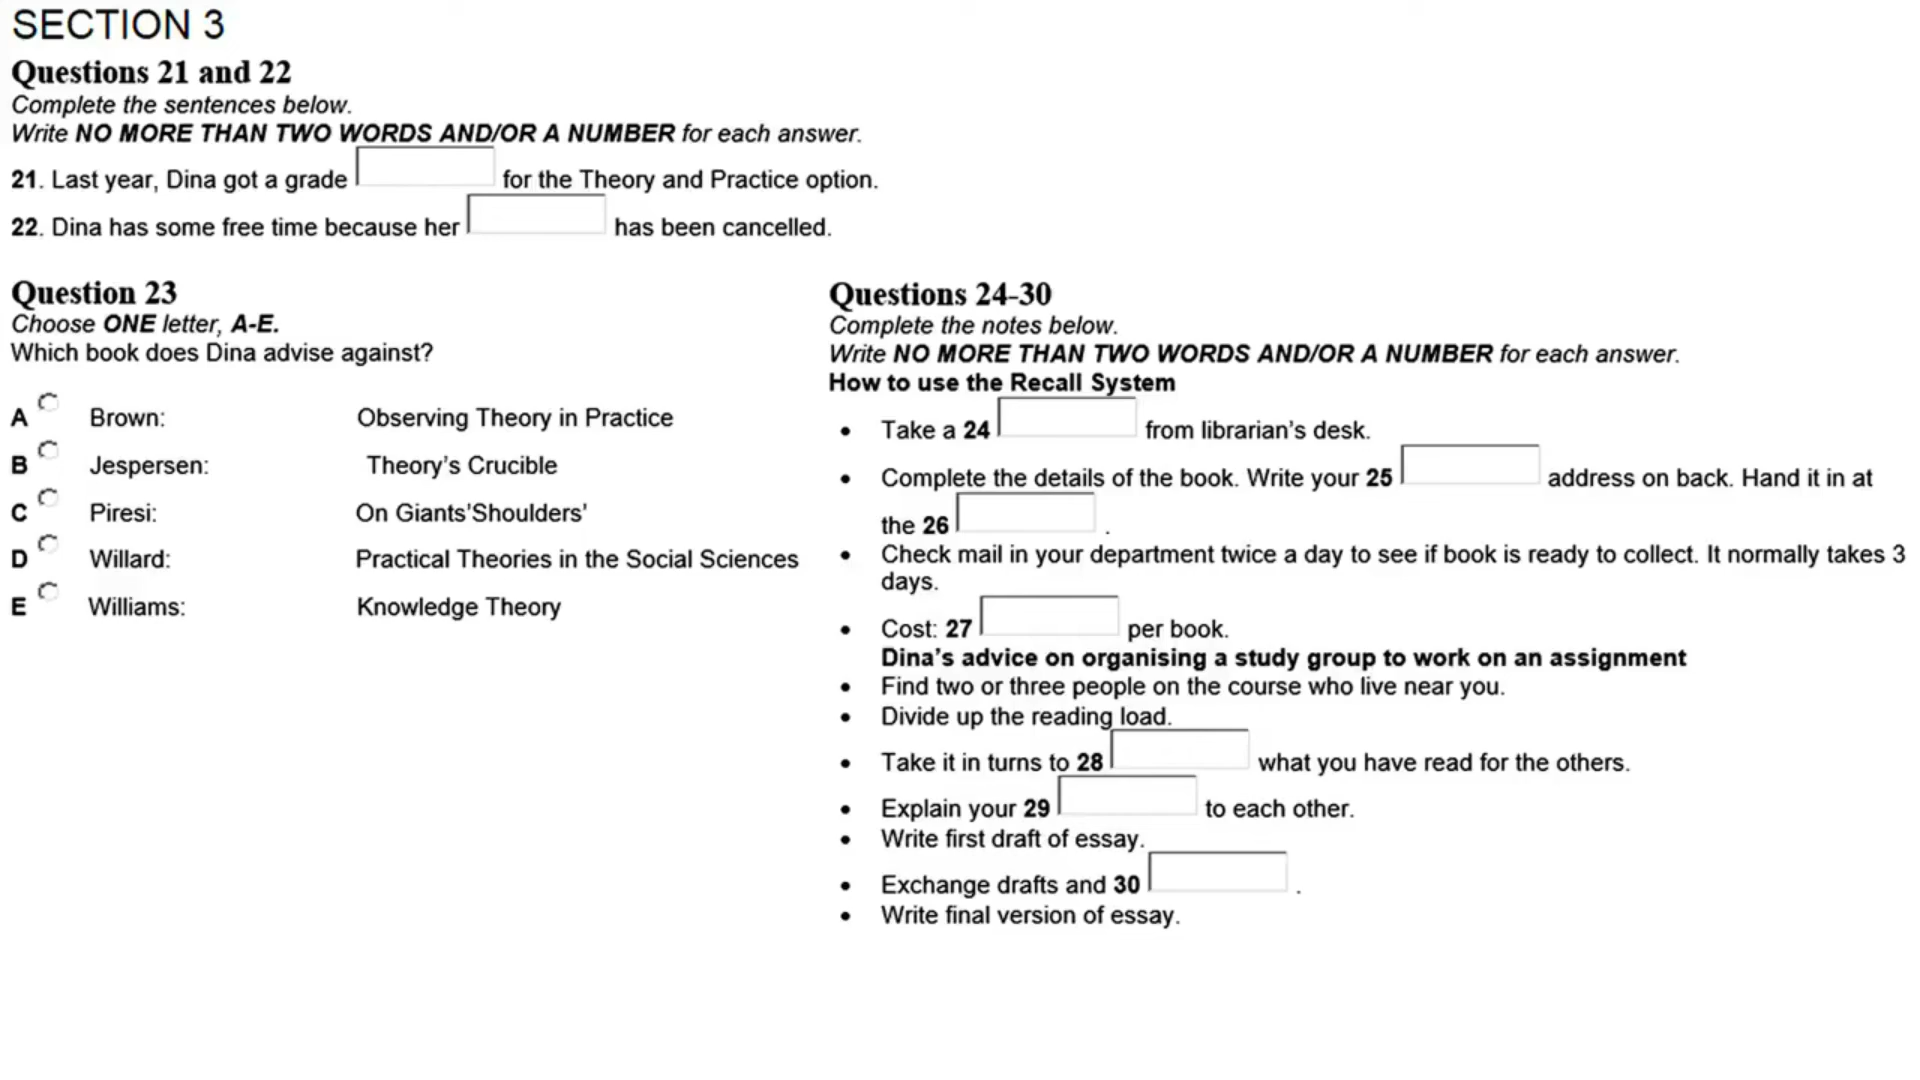 SECTION 3
Questions 21 and 22
Complete the sentences below.
Write NO MORE THAN TWO WORDS AND/OR A NUMBER for each answer.
21. Last year, Dina got a grade for the Theory and Practice option.
22. Dina has some free time because her has been cancelled.
Question 23
Choose ONE letter, A-E.
Which book does Dina advise against?
A Brown: Observing Theory in Practice
B Jespersen: Theory's Crucible
C Piresi: On Giants'Shoulders'
D Willard: Practical Theories in the Social Sciences
E Williams: Knowledge Theory
Questions 24-30
Complete the notes below.
Write NO MORE THAN TWO WORDS AND/OR A NUMBER for each answer.
How to use the Recall System
• Take a 24 from librarian's desk.
• Complete the details of the book. Write your 25 address on back. Hand it in at
the 26 .
• Check mail in your department twice a day to see if book is ready to collect. It normally takes 3
days.
• Cost: 27 per book.
Dina's advice on organising a study group to work on an assignment
• Find two or three people on the course who live near you.
• Divide up the reading load.
• Take it in turns to 28 what you have read for the others.
• Explain your 29 to each other.
• Write first draft of essay.
• Exchange drafts and 30 .
• Write final version of essay.